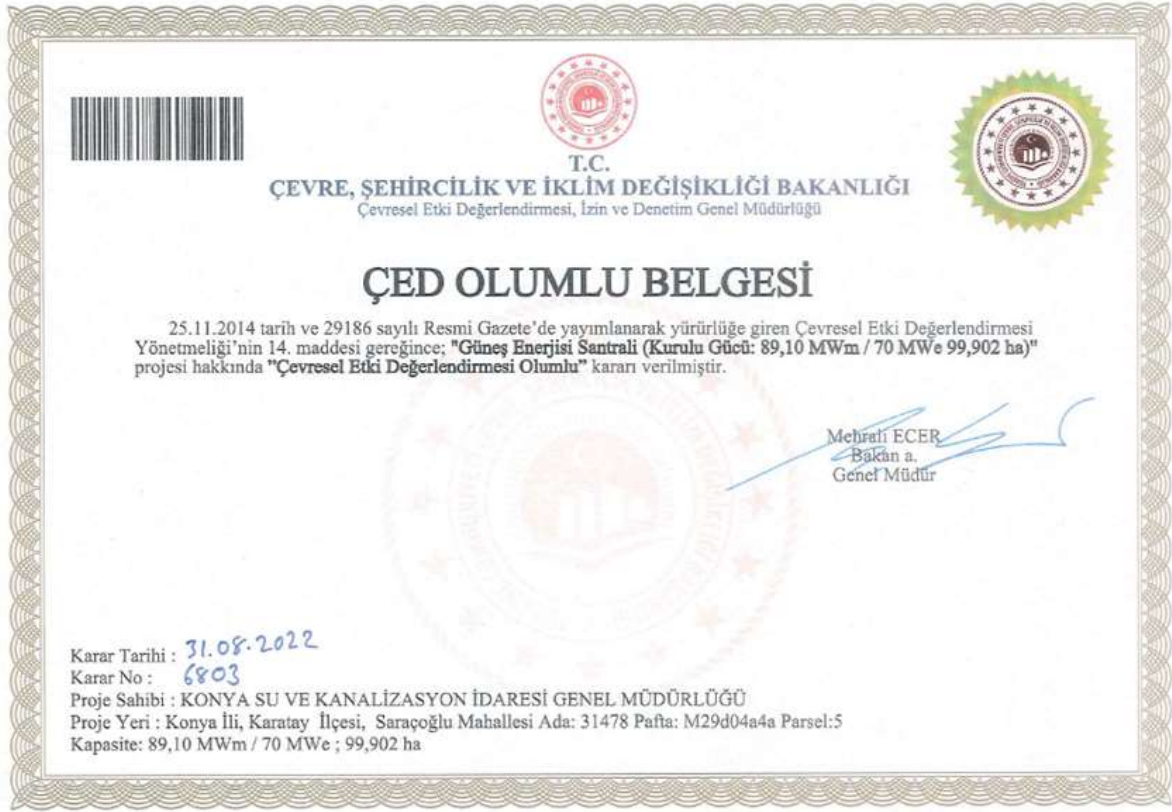 T.C.
ÇEVRE, ŞEHİRCİLİK VE İKLİM DEĞİŞİKLİĞİ BAKANLIĞI
Çevresel Etki Değerlendirmesi, İzin ve Denetim Genel Müdürlüğü
ÇED OLUMLU BELGESİ
25.11.2014 tarih ve 29186 sayılı Resmi Gazete'de yayımlanarak yürürlüğe giren Çevresel Etki Değerlendirmesi
Yönetmeliği'nin 14. maddesi gereğince; "Güneş Enerjisi Santrali (Kurulu Gücü: 89,10 MWm / 70 MWe 99,902 ha)"
projesi hakkında "Çevresel Etki Değerlendirmesi Olumlu" kararı verilmiştir.
Mehrali ECER
Bakan a.
Genel Müdür
Karar Tarihi : 31.08.2022
Karar No : 6803
Proje Sahibi : KONYA SU VE KANALİZASYON İDARESİ GENEL MÜDÜRLÜĞÜ
Proje Yeri : Konya İli, Karatay İlçesi, Saraçoğlu Mahallesi Ada: 31478 Pafta: M29d04a4a Parsel:5
Kapasite: 89,10 MWm / 70 MWe ; 99,902 ha